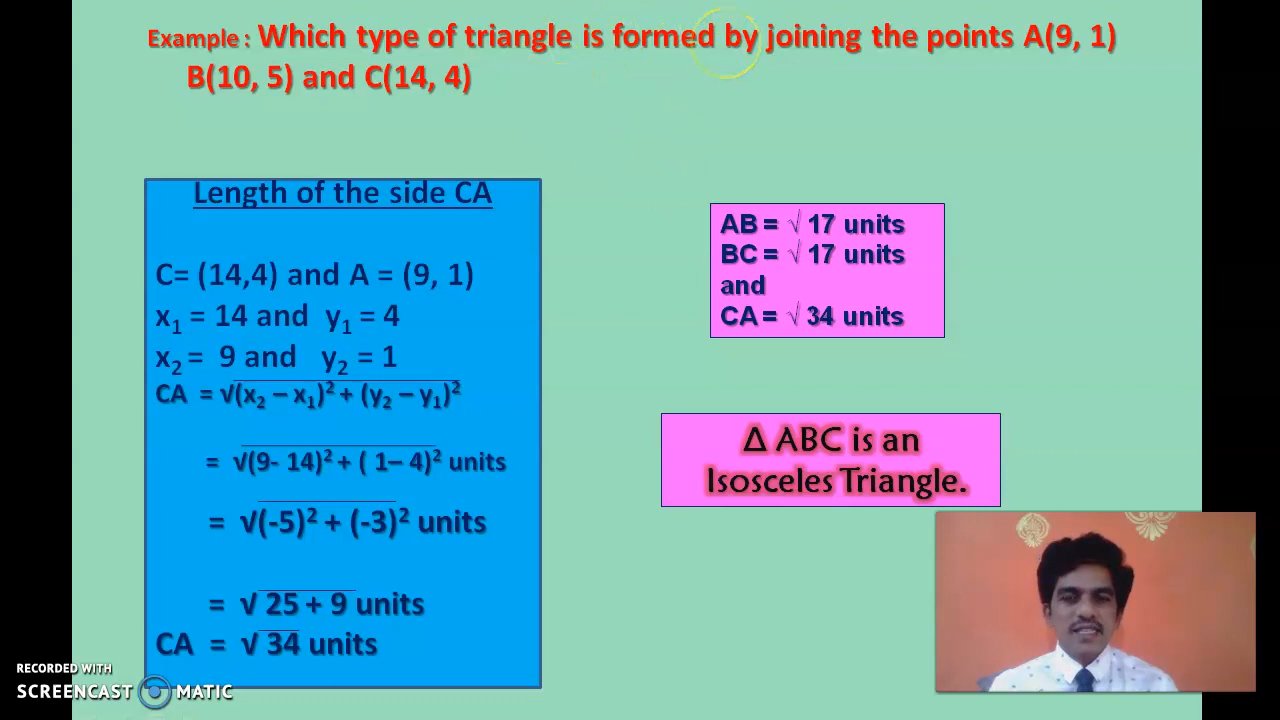 Example : Which type of triangle is formed by joining the points A(9, 1)
B(10, 5) and C(14, 4)
Length of the side CA
C= (14,4) and A = (9, 1)
x₁ = 14 and y₁ = 4
x₂ = 9 and y₂ = 1
CA = √(x₂ – x₁)² + (y₂ – y₁)²
= √(9- 14)² + ( 1– 4)² units
= √(-5)² + (-3)² units
= √ 25 + 9 units
CA = √ 34 units
AB = √ 17 units
BC = √ 17 units
and
CA = √ 34 units
Δ ABC is an
Isosceles Triangle.
RECORDED WITH
SCREENCAST MATIC